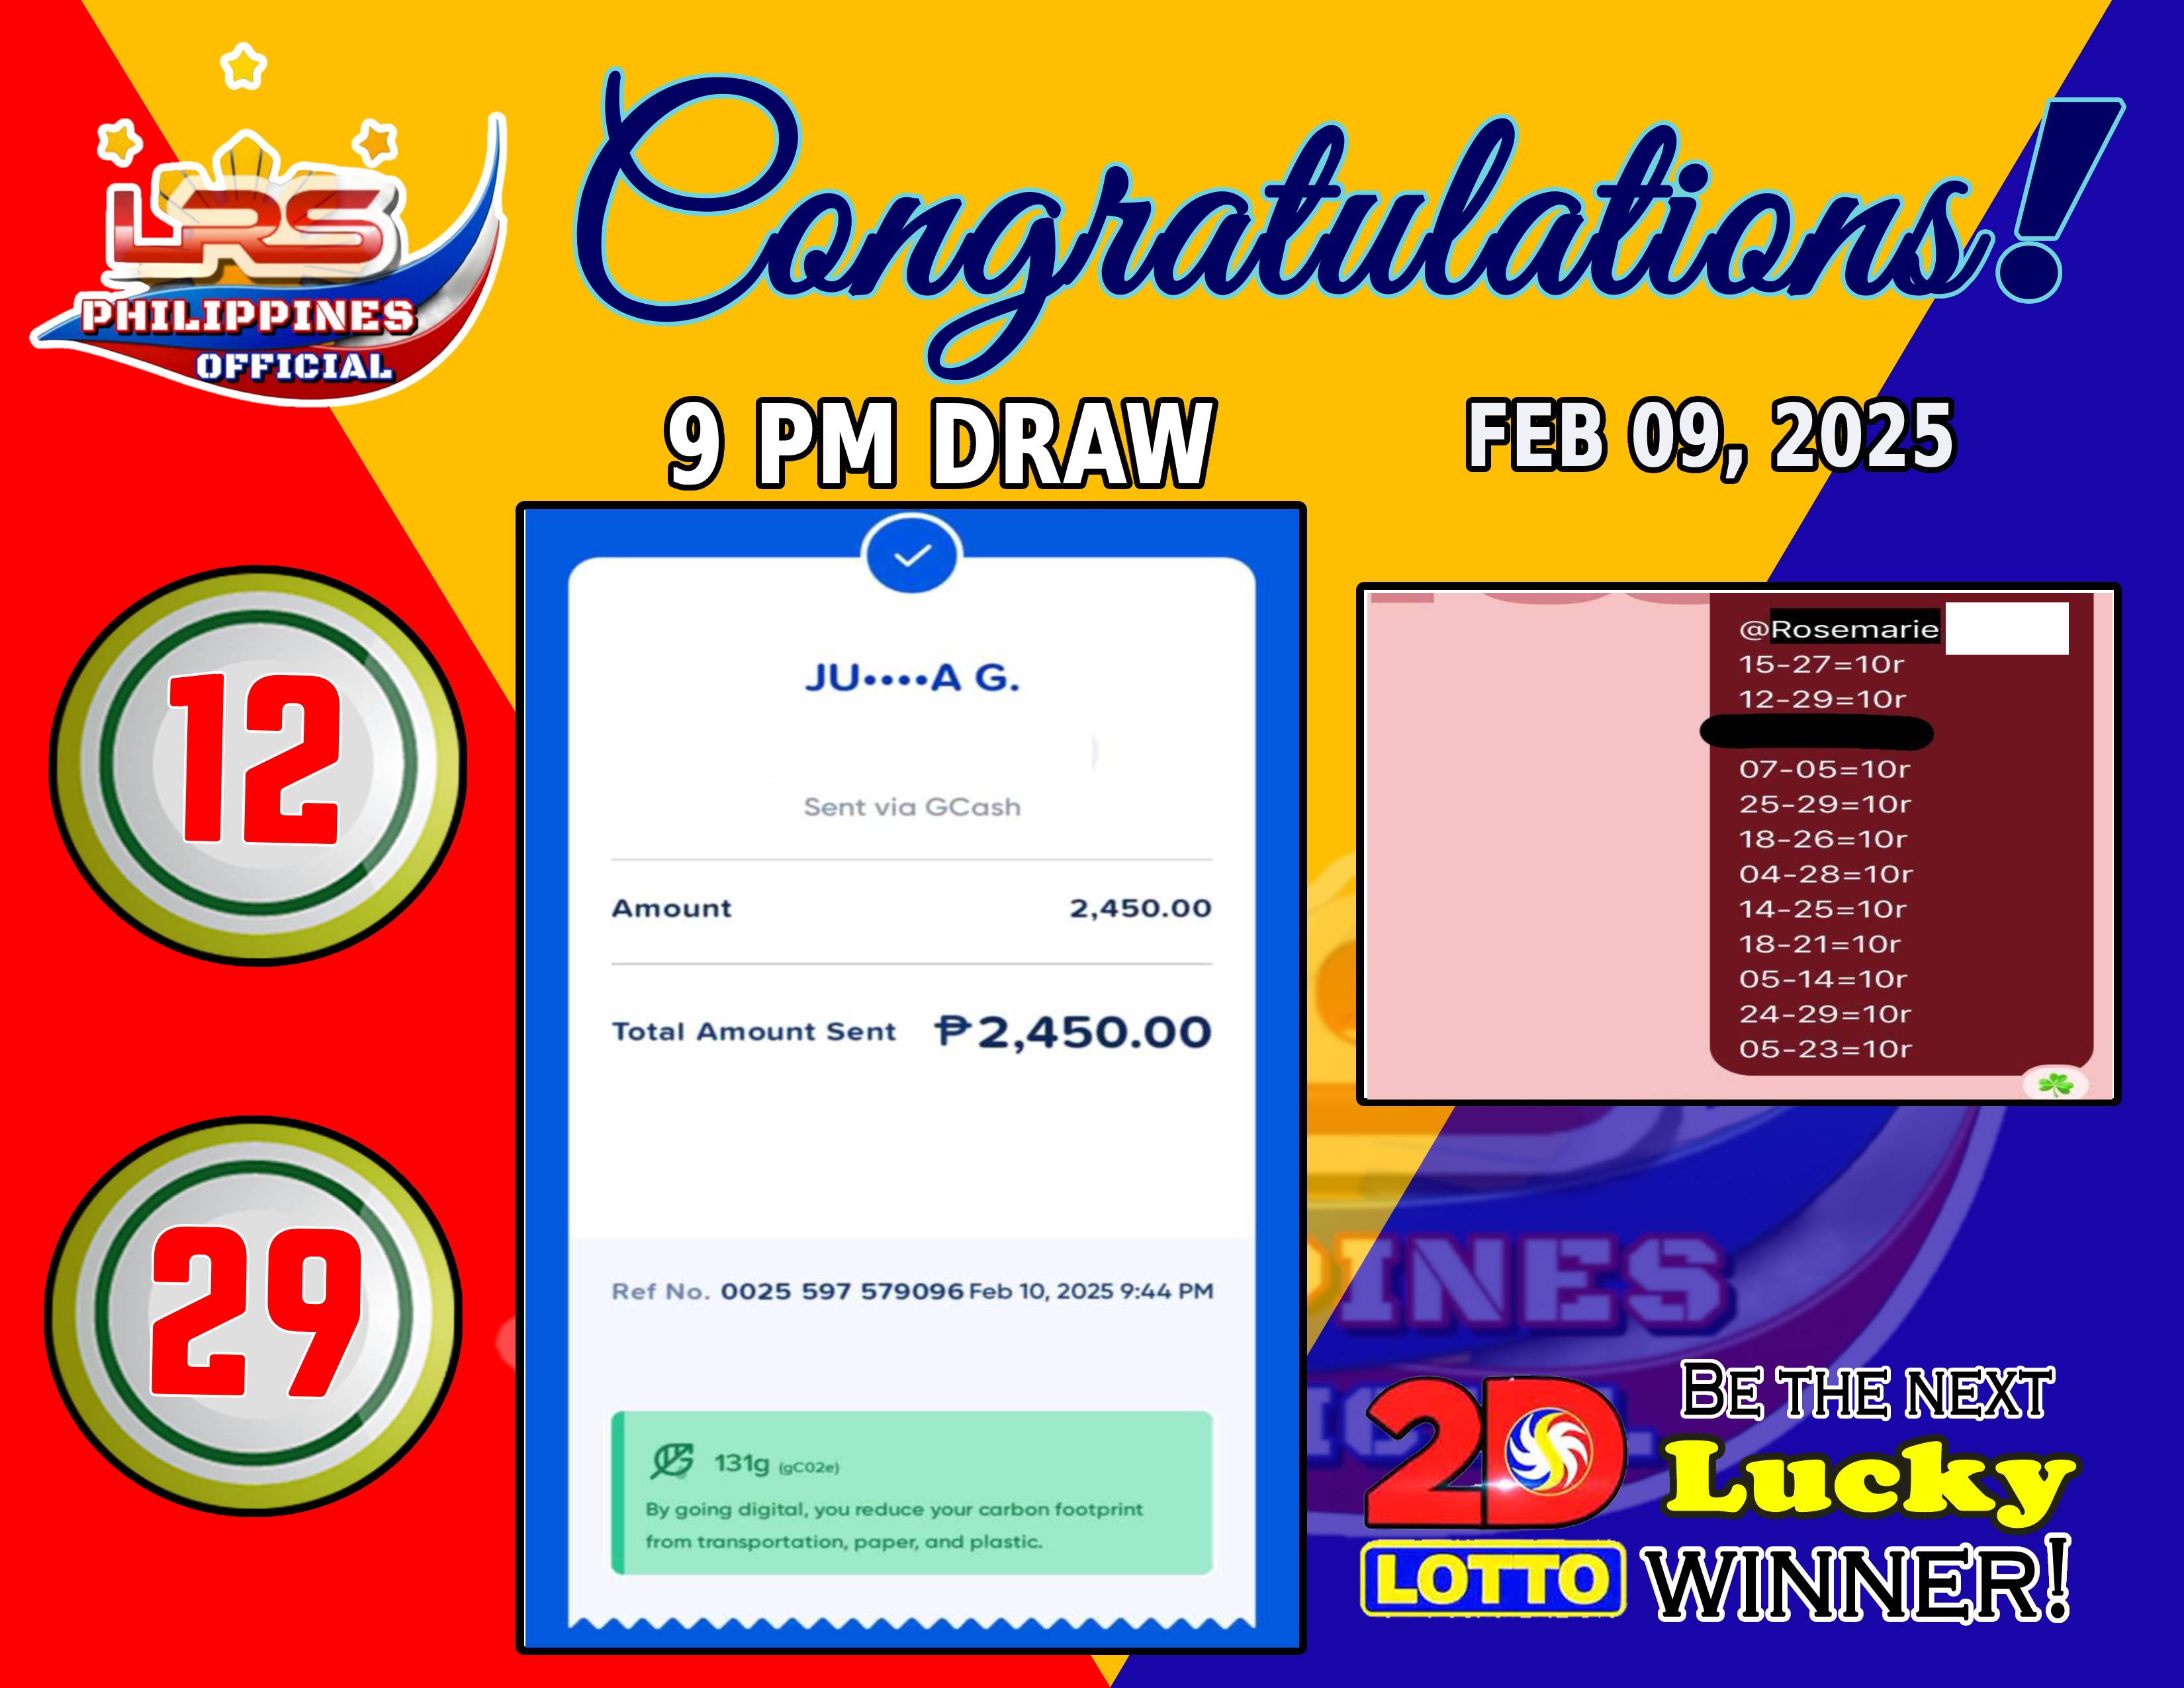 LRS
PHILIPPINES
OFFICIAL
Congratulations!
9 PM DRAW
FEB 09, 2025
12
29
JU••••A G.
Sent via GCash
Amount 2,450.00
Total Amount Sent ₱2,450.00
Ref No. 0025 597 579096 Feb 10, 2025 9:44 PM
131g (gCO2e)
By going digital, you reduce your carbon footprint
from transportation, paper, and plastic.
@Rosemarie
15-27=10r
12-29=10r
07-05=10r
25-29=10r
18-26=10r
04-28=10r
14-25=10r
18-21=10r
05-14=10r
24-29=10r
05-23=10r
PINES
2D
LOTTO
BE THE NEXT
Lucky
WINNER!